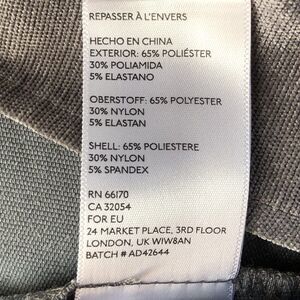 REPASSER À L'ENVERS
HECHO EN CHINA
EXTERIOR: 65% POLIÉSTER
30% POLIAMIDA
5% ELASTANO
OBERSTOFF: 65% POLYESTER
30% NYLON
5% ELASTAN
SHELL: 65% POLIESTERE
30% NYLON
5% SPANDEX
RN 66170
CA 32054
FOR EU
24 MARKET PLACE, 3RD FLOOR
LONDON, UK W1W8AN
BATCH # AD42644